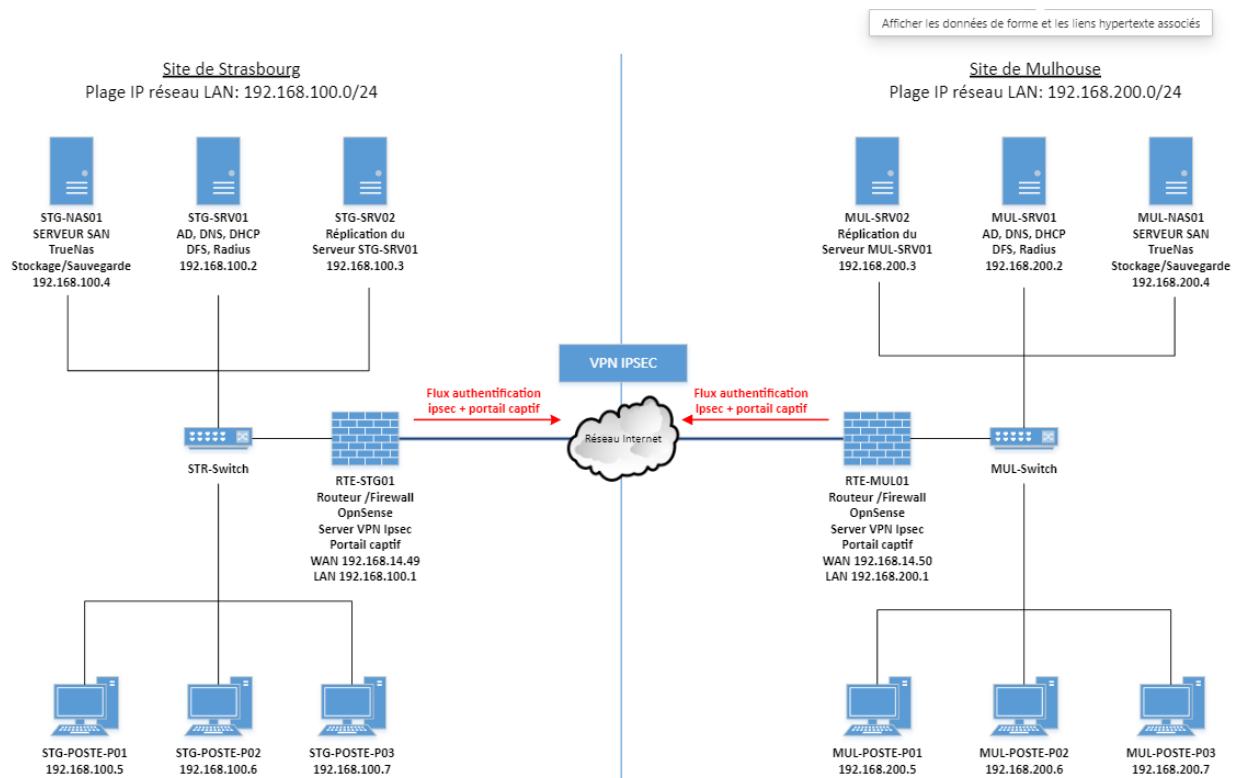 Afficher les données de forme et les liens hypertexte associés
Site de Strasbourg
Plage IP réseau LAN: 192.168.100.0/24
Site de Mulhouse
Plage IP réseau LAN: 192.168.200.0/24
STG-NAS01
SERVEUR SAN
TrueNas
Stockage/Sauvegarde
192.168.100.4
STG-SRV01
AD, DNS, DHCP
DFS, Radius
192.168.100.2
STG-SRV02
Réplication du
Serveur STG-SRV01
192.168.100.3
MUL-SRV02
Réplication du
Serveur MUL-SRV01
192.168.200.3
MUL-SRV01
AD, DNS, DHCP
DFS, Radius
192.168.200.2
MUL-NAS01
SERVEUR SAN
TrueNas
Stockage/Sauvegarde
192.168.200.4
VPN IPSEC
Flux authentification
ipsec + portail captif
Flux authentification
Ipsec + portail captif
Réseau Internet
STR-Switch
RTE-STG01
Routeur /Firewall
OpnSense
Server VPN Ipsec
Portail captif
WAN 192.168.14.49
LAN 192.168.100.1
RTE-MUL01
Routeur /Firewall
OpnSense
Server VPN Ipsec
Portail captif
WAN 192.168.14.50
LAN 192.168.200.1
MUL-Switch
STG-POSTE-P01
192.168.100.5
STG-POSTE-P02
192.168.100.6
STG-POSTE-P03
192.168.100.7
MUL-POSTE-P01
192.168.200.5
MUL-POSTE-P02
192.168.200.6
MUL-POSTE-P03
192.168.200.7